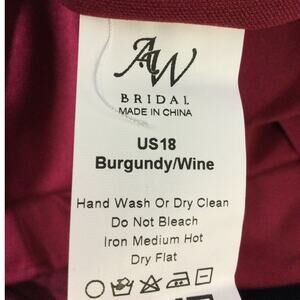 AW
BRIDAL
MADE IN CHINA
US18
Burgundy/Wine
Hand Wash Or Dry Clean
Do Not Bleach
Iron Medium Hot
Dry Flat